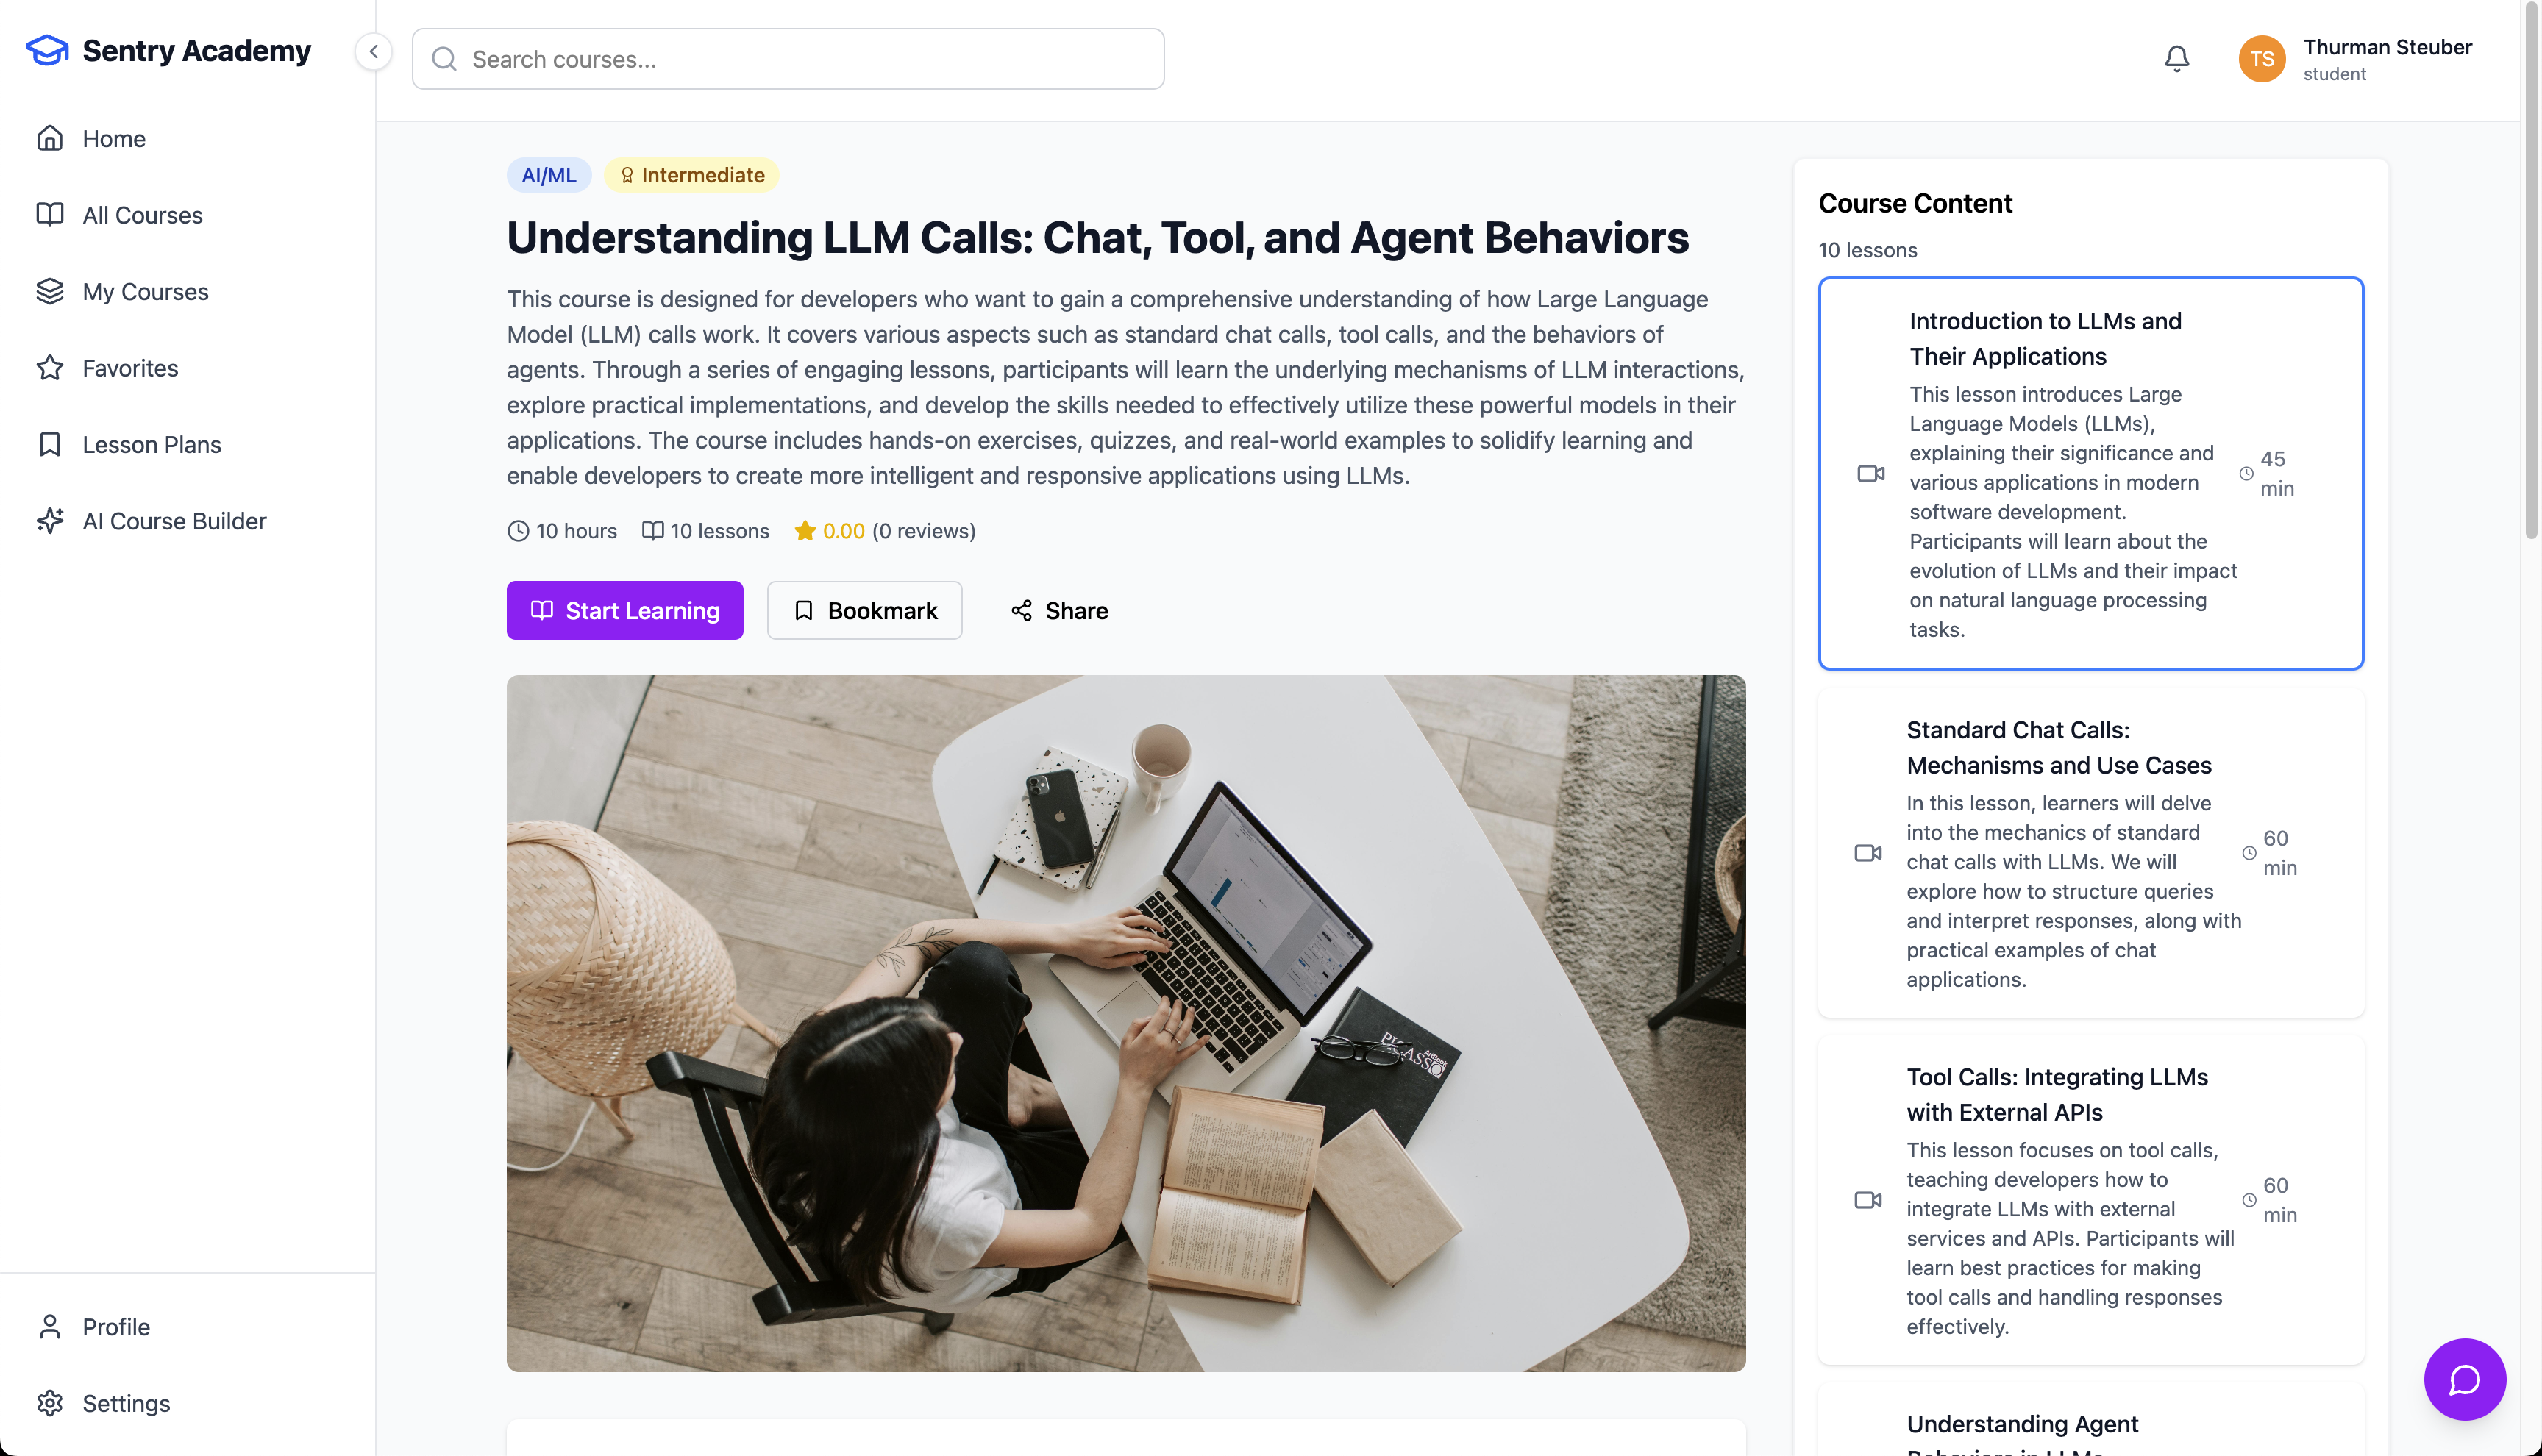 Sentry Academy
Home
All Courses
My Courses
Favorites
Lesson Plans
AI Course Builder
Profile
Settings
Search courses...
TS
Thurman Steuber
student
AI/ML
Intermediate
Understanding LLM Calls: Chat, Tool, and Agent Behaviors
This course is designed for developers who want to gain a comprehensive understanding of how Large Language
Model (LLM) calls work. It covers various aspects such as standard chat calls, tool calls, and the behaviors of
agents. Through a series of engaging lessons, participants will learn the underlying mechanisms of LLM interactions,
explore practical implementations, and develop the skills needed to effectively utilize these powerful models in their
applications. The course includes hands-on exercises, quizzes, and real-world examples to solidify learning and
enable developers to create more intelligent and responsive applications using LLMs.
10 hours
10 lessons
0.00 (0 reviews)
Start Learning
Bookmark
Share
PICASSO
ArtBook
Course Content
10 lessons
Introduction to LLMs and
Their Applications
This lesson introduces Large
Language Models (LLMs),
explaining their significance and
various applications in modern
software development.
Participants will learn about the
evolution of LLMs and their impact
on natural language processing
tasks.
45
min
Standard Chat Calls:
Mechanisms and Use Cases
In this lesson, learners will delve
into the mechanics of standard
chat calls with LLMs. We will
explore how to structure queries
and interpret responses, along with
practical examples of chat
applications.
60
min
Tool Calls: Integrating LLMs
with External APIs
This lesson focuses on tool calls,
teaching developers how to
integrate LLMs with external
services and APIs. Participants will
learn best practices for making
tool calls and handling responses
effectively.
60
min
Understanding Agent
Behaviors in LLMs